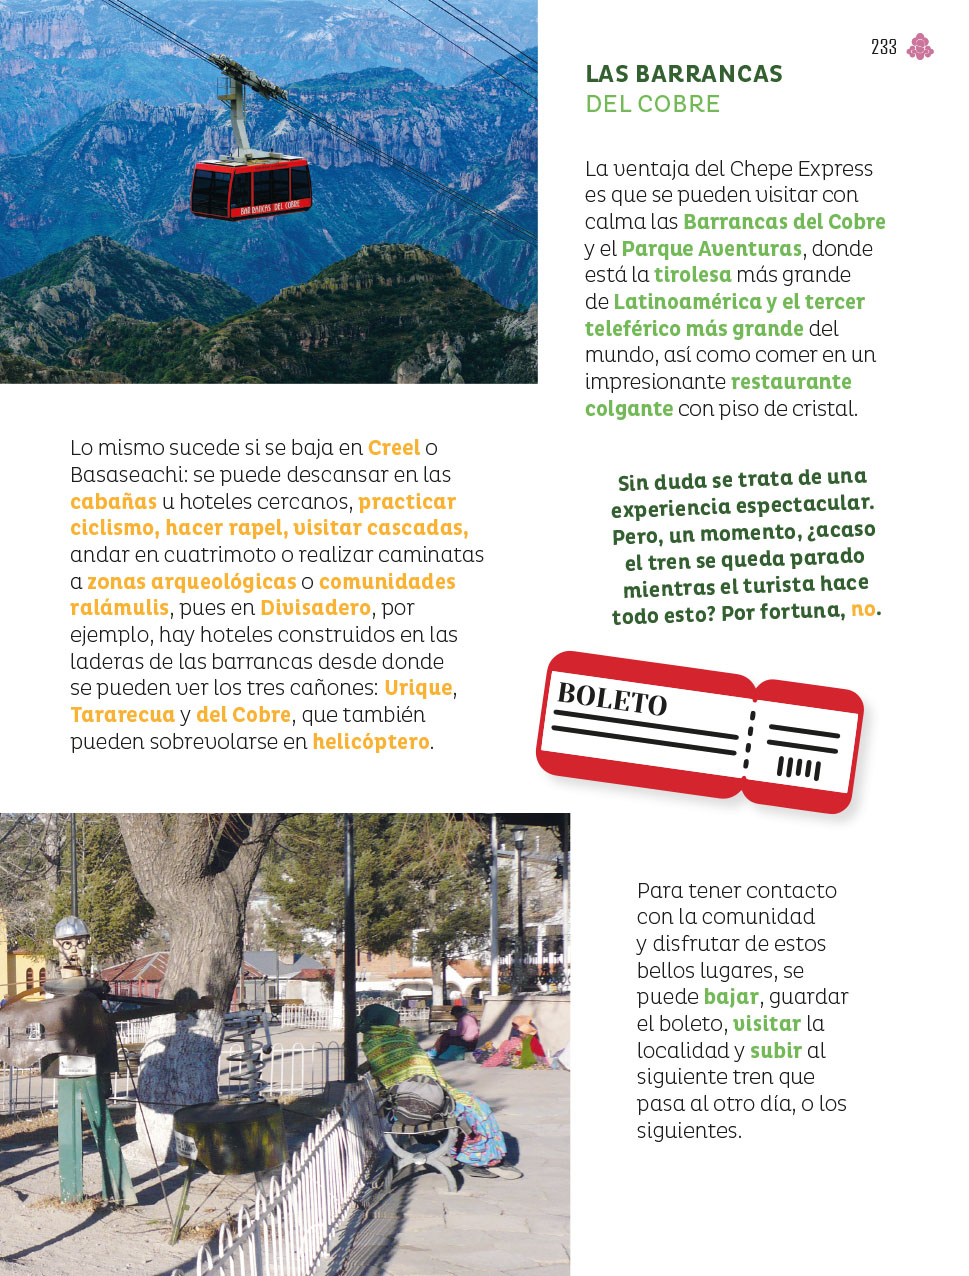 233
LAS BARRANCAS
DEL COBRE
La ventaja del Chepe Express
es que se pueden visitar con
calma las Barrancas del Cobre
y el Parque Aventuras, donde
está la tirolesa más grande
de Latinoamérica y el tercer
teleférico más grande del
mundo, así como comer en un
impresionante restaurante
colgante con piso de cristal.
BARRANCAS DEL COBRE
Lo mismo sucede si se baja en Creel o
Basaseachi: se puede descansar en las
cabañas u hoteles cercanos, practicar
ciclismo, hacer rapel, visitar cascadas,
andar en cuatrimoto o realizar caminatas
a zonas arqueológicas o comunidades
ralámulis, pues en Divisadero, por
ejemplo, hay hoteles construidos en las
laderas de las barrancas desde donde
se pueden ver los tres cañones: Urique,
Tararecua y del Cobre, que también
pueden sobrevolarse en helicóptero.
Sin duda se trata de una
experiencia espectacular.
Pero, un momento, ¿acaso
el tren se queda parado
mientras el turista hace
todo esto? Por fortuna, no.
BOLETO
Para tener contacto
con la comunidad
y disfrutar de estos
bellos lugares, se
puede bajar, guardar
el boleto, visitar la
localidad y subir al
siguiente tren que
pasa al otro día, o los
siguientes.